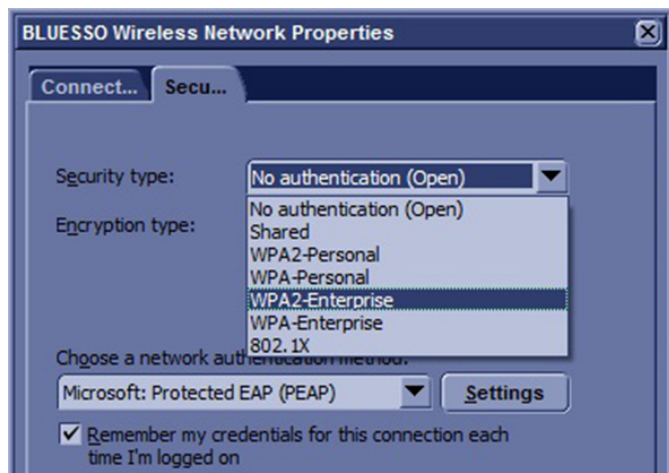 BLUESSO Wireless Network Properties
Connect...
Secu...
Security type:
No authentication (Open)
No authentication (Open)
Encryption type:
Shared
WPA2-Personal
WPA-Personal
WPA2-Enterprise
WPA-Enterprise
802.1X
Choose a network authentication method:
Microsoft: Protected EAP (PEAP)
Settings
Remember my credentials for this connection each
time I'm logged on